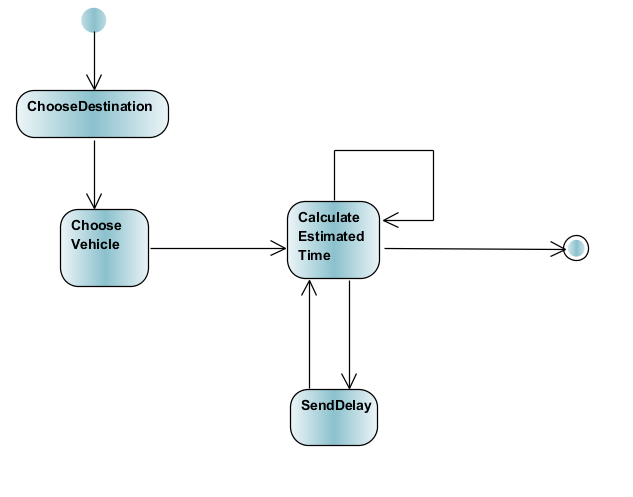 ChooseDestination
Choose
Vehicle
Calculate
Estimated
Time
SendDelay